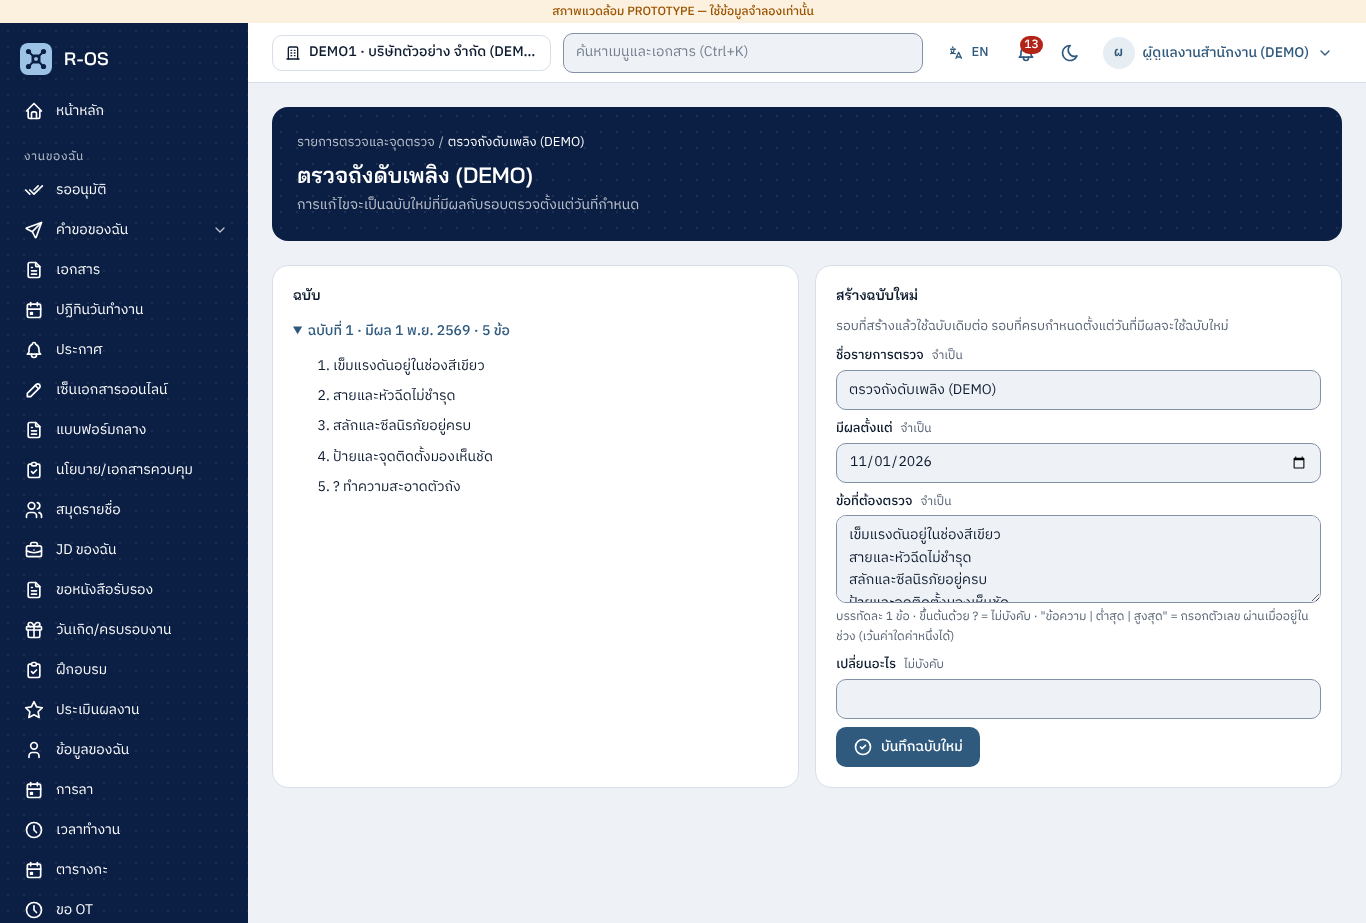 สภาพแวดล้อม PROTOTYPE — ใช้ข้อมูลจำลองเท่านั้น
R-OS
DEMO1 · บริษัทตัวอย่าง จำกัด (DEM...
ค้นหาเมนูและเอกสาร (Ctrl+K)
EN
13
ผ
ผู้ดูแลงานสำนักงาน (DEMO)
หน้าหลัก
งานของฉัน
รออนุมัติ
คำขอของฉัน
เอกสาร
ปฏิทินวันทำงาน
ประกาศ
เซ็นเอกสารออนไลน์
แบบฟอร์มกลาง
นโยบาย/เอกสารควบคุม
สมุดรายชื่อ
JD ของฉัน
ขอหนังสือรับรอง
วันเกิด/ครบรอบงาน
ฝึกอบรม
ประเมินผลงาน
ข้อมูลของฉัน
การลา
เวลาทำงาน
ตารางกะ
ขอ OT
รายการตรวจและจุดตรวจ / ตรวจถังดับเพลิง (DEMO)
ตรวจถังดับเพลิง (DEMO)
การแก้ไขจะเป็นฉบับใหม่ที่มีผลกับรอบตรวจตั้งแต่วันที่กำหนด
ฉบับ
ฉบับที่ 1 · มีผล 1 พ.ย. 2569 · 5 ข้อ
1. เข็มแรงดันอยู่ในช่องสีเขียว
2. สายและหัวฉีดไม่ชำรุด
3. สลักและซีลนิรภัยอยู่ครบ
4. ป้ายและจุดติดตั้งมองเห็นชัด
5. ? ทำความสะอาดตัวถัง
สร้างฉบับใหม่
รอบที่สร้างแล้วใช้ฉบับเดิมต่อ รอบที่ครบกำหนดตั้งแต่วันที่มีผลจะใช้ฉบับใหม่
ชื่อรายการตรวจ จำเป็น
ตรวจถังดับเพลิง (DEMO)
มีผลตั้งแต่ จำเป็น
11/01/2026
ข้อที่ต้องตรวจ จำเป็น
เข็มแรงดันอยู่ในช่องสีเขียว
สายและหัวฉีดไม่ชำรุด
สลักและซีลนิรภัยอยู่ครบ
ป้ายและจุดติดตั้งมองเห็นชัด
บรรทัดละ 1 ข้อ · ขึ้นต้นด้วย ? = ไม่บังคับ · "ข้อความ | ต่ำสุด | สูงสุด" = กรอกตัวเลข ผ่านเมื่ออยู่ใน
ช่วง (เว้นค่าใดค่าหนึ่งได้)
เปลี่ยนอะไร ไม่บังคับ
บันทึกฉบับใหม่